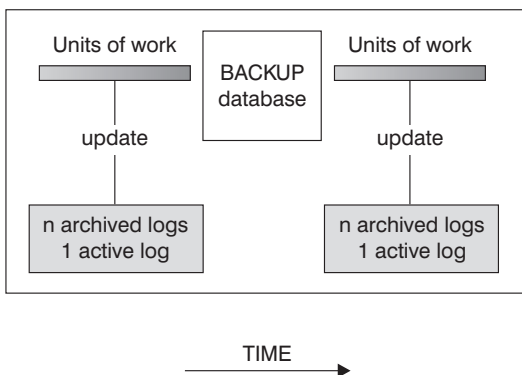 Units of work
BACKUP
database
Units of work
update
update
n archived logs
1 active log
n archived logs
1 active log
TIME